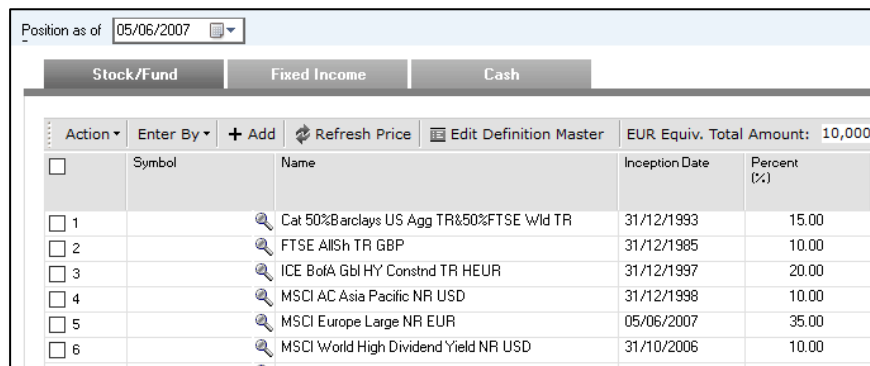 Position as of 05/06/2007
Stock/Fund Fixed Income Cash
Action Enter By + Add Refresh Price Edit Definition Master EUR Equiv. Total Amount: 10,000
Symbol Name Inception Date Percent
(%)
1 Cat 50%Barclays US Agg TR&50%FTSE Wld TR 31/12/1993 15.00
2 FTSE AllSh TR GBP 31/12/1985 10.00
3 ICE BofA Gbl HY Constnd TR HEUR 31/12/1997 20.00
4 MSCI AC Asia Pacific NR USD 31/12/1998 10.00
5 MSCI Europe Large NR EUR 05/06/2007 35.00
6 MSCI World High Dividend Yield NR USD 31/10/2006 10.00